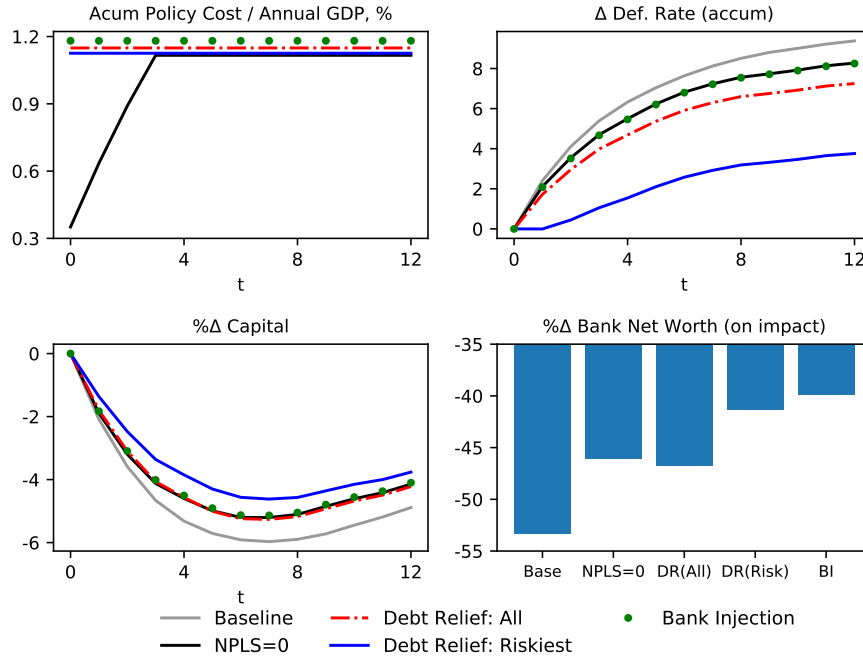 Acum Policy Cost / Annual GDP, %
1.2
0.9
0.6
0.3
0 4 8 12
t
Δ Def. Rate (accum)
8
6
4
2
0
0 4 8 12
t
%Δ Capital
0
-2
-4
-6
0 4 8 12
t
%Δ Bank Net Worth (on impact)
-35
-40
-45
-50
-55
Base NPLS=0 DR(All) DR(Risk) BI
Baseline Debt Relief: All Bank Injection
NPLS=0 Debt Relief: Riskiest